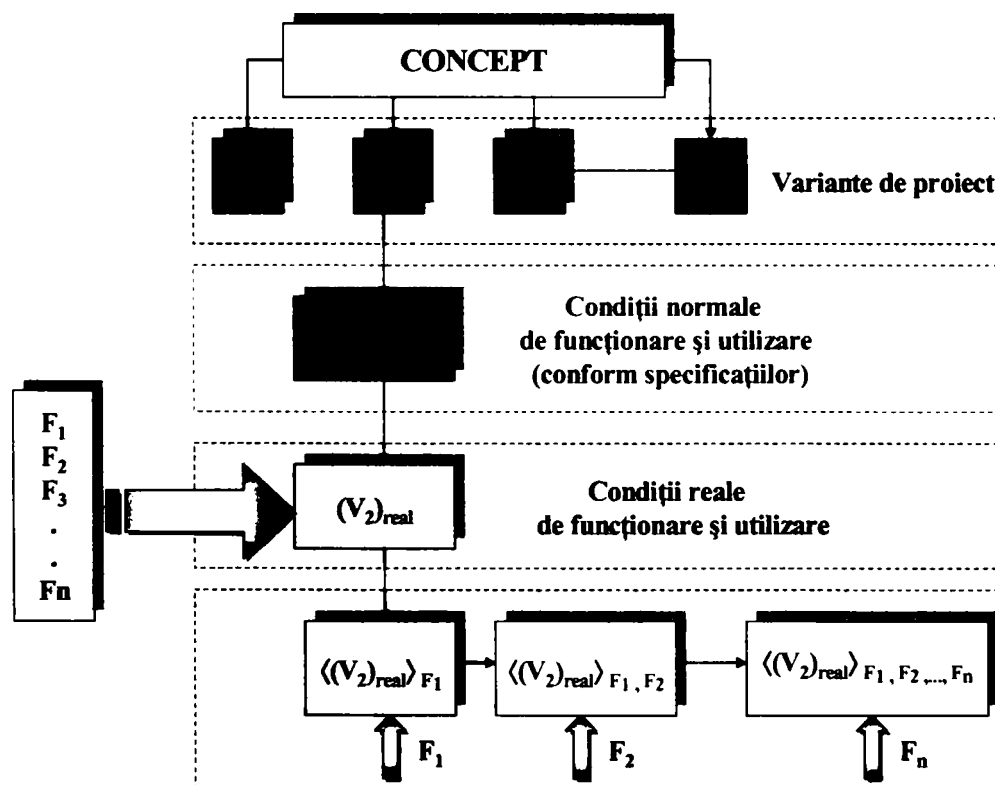 CONCEPT
Variante de proiect
Condiții normale
de funcționare și utilizare
(conform specificațiilor)
F₁
F₂
F₃
.
.
Fn
(V₂)real
Condiții reale
de funcționare și utilizare
⟨(V₂)real⟩ F₁
⟨(V₂)real⟩ F₁ , F₂
⟨(V₂)real⟩ F₁ , F₂ ,..., Fₙ
F₁
F₂
Fₙ